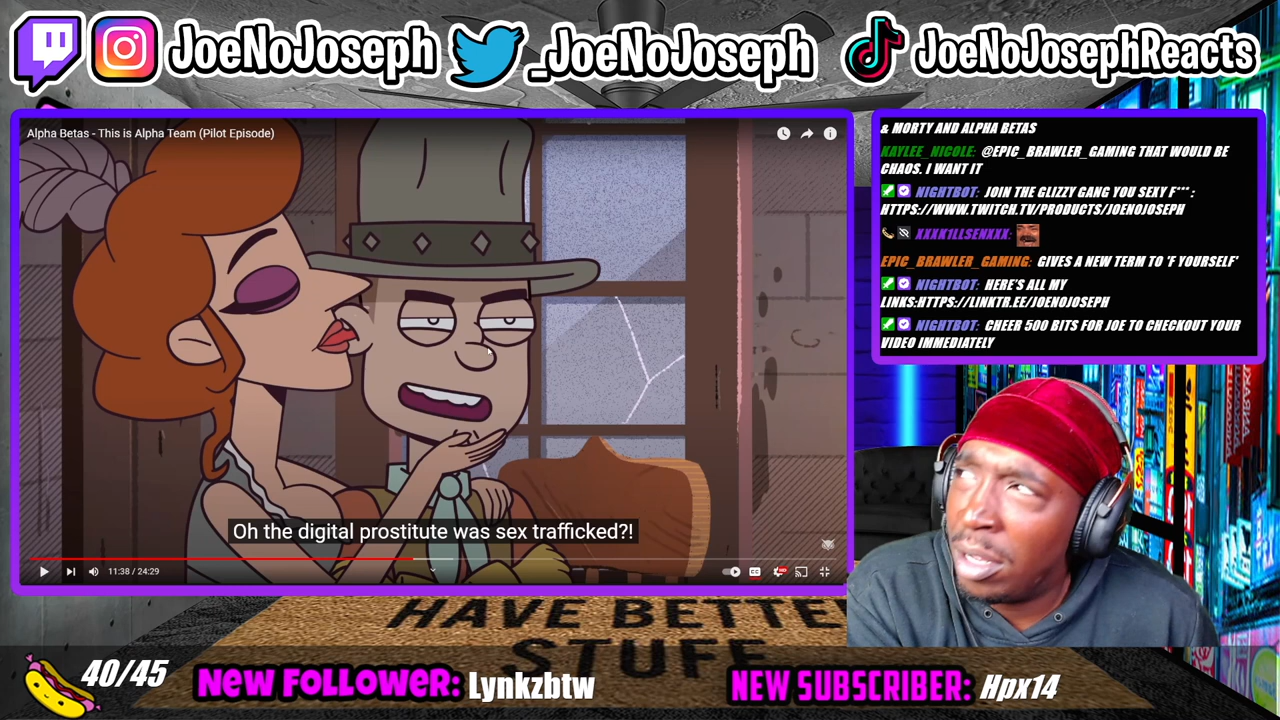 JoeNoJoseph
_JoeNoJoseph
JoeNoJosephReacts
Alpha Betas - This is Alpha Team (Pilot Episode)
& MORTY AND ALPHA BETAS
KAYLEE_NICOLE: @EPIC_BRAWLER_GAMING THAT WOULD BE
CHAOS. I WANT IT
NIGHTBOT: JOIN THE GLIZZY GANG YOU SEXY F*** :
HTTPS://WWW.TWITCH.TV/PRODUCTS/JOENOJOSEPH
XXXK1LLSENXXX:
EPIC_BRAWLER_GAMING: GIVES A NEW TERM TO 'F YOURSELF'
NIGHTBOT: HERE'S ALL MY
LINKS:HTTPS://LINKTR.EE/JOENOJOSEPH
NIGHTBOT: CHEER 500 BITS FOR JOE TO CHECKOUT YOUR
VIDEO IMMEDIATELY
Oh the digital prostitute was sex trafficked?!
11:38 / 24:29
CC
HD
HAVE BETTE
STUFF
40/45
NEW FOLLOWER: Lynkzbtw
NEW SUBSCRIBER: Hpx14